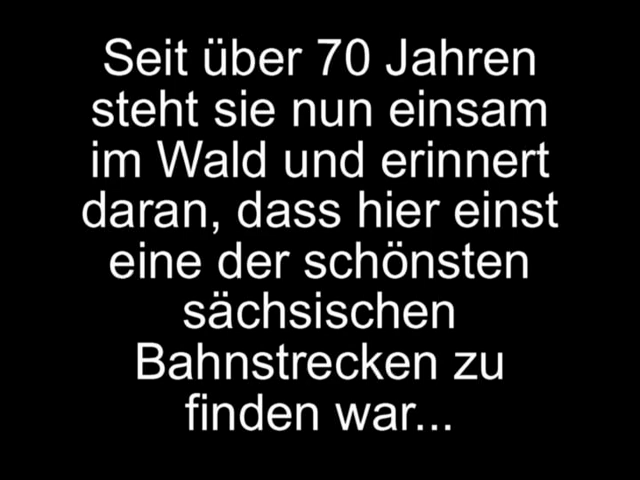 Seit über 70 Jahren
steht sie nun einsam
im Wald und erinnert
daran, dass hier einst
eine der schönsten
sächsischen
Bahnstrecken zu
finden war...